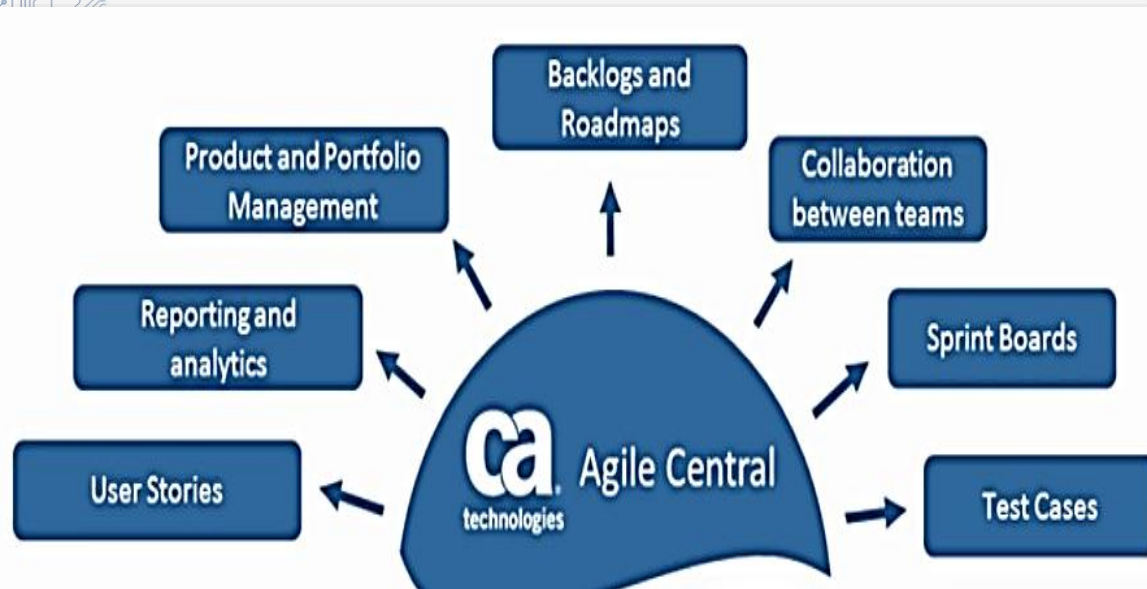 Backlogs and
Roadmaps
Product and Portfolio
Management
Collaboration
between teams
Reporting and
analytics
Sprint Boards
User Stories
ca
technologies
Agile Central
Test Cases